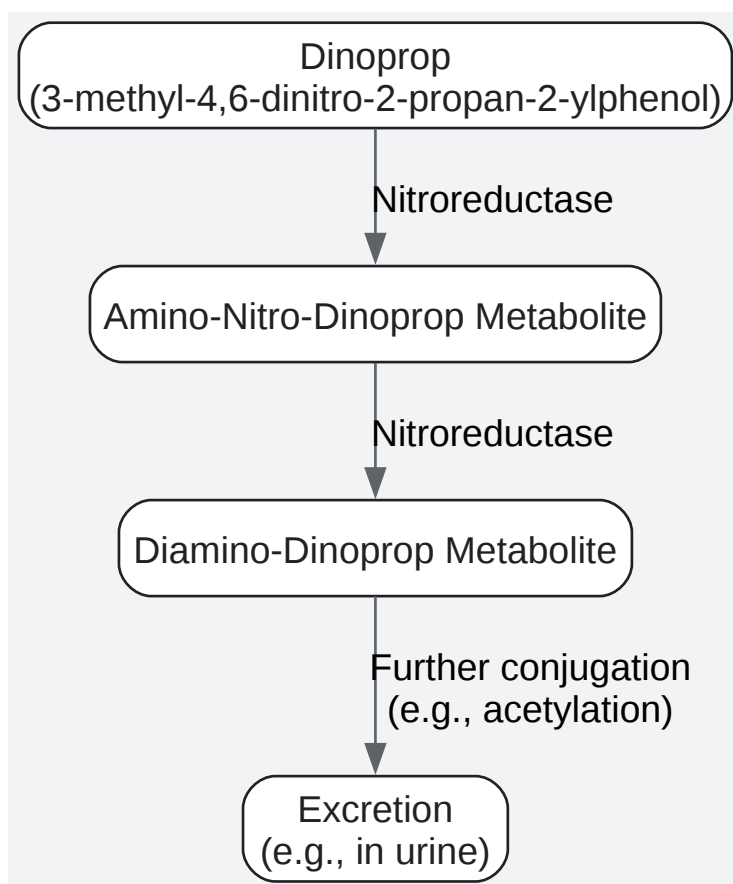 Dinoprop
(3-methyl-4,6-dinitro-2-propan-2-ylphenol)
Nitroreductase
Amino-Nitro-Dinoprop Metabolite
Nitroreductase
Diamino-Dinoprop Metabolite
Further conjugation
(e.g., acetylation)
Excretion
(e.g., in urine)